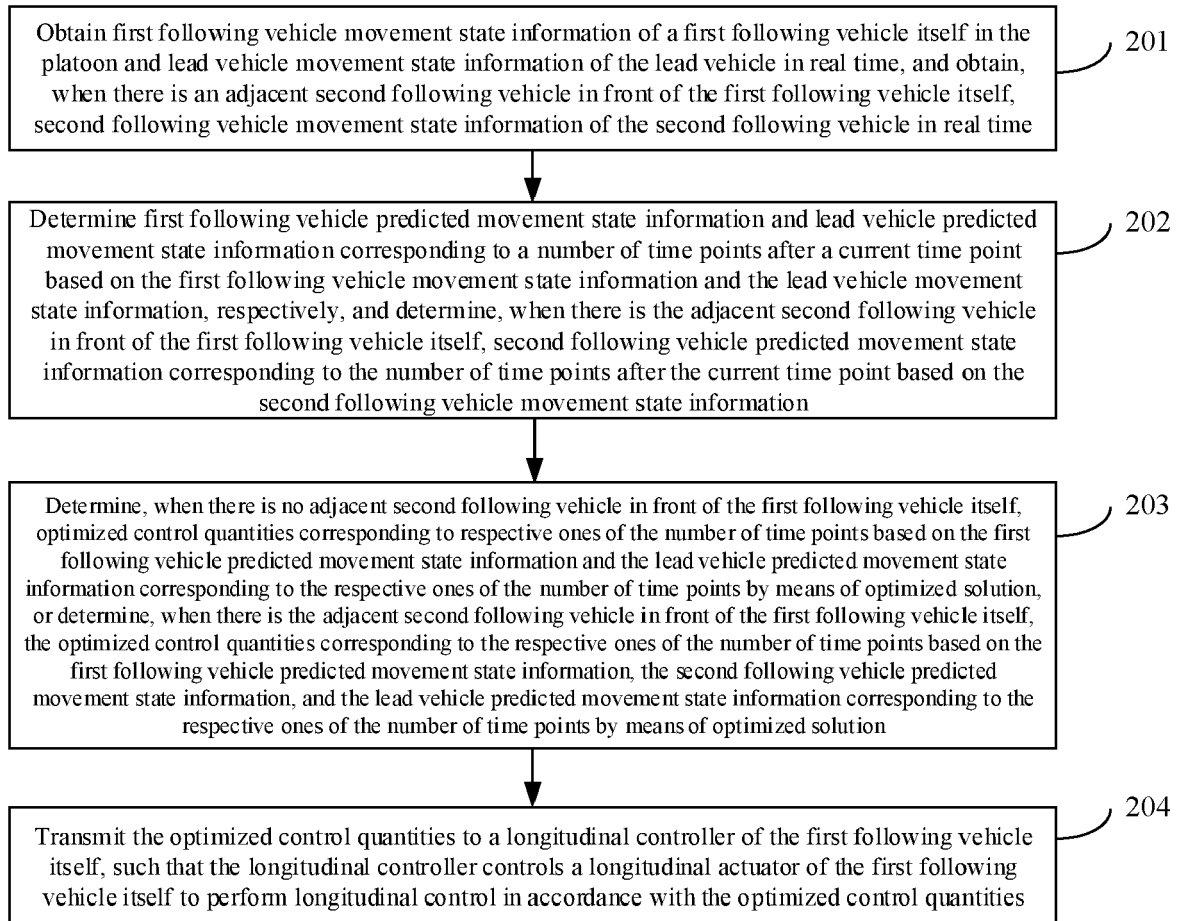 Obtain first following vehicle movement state information of a first following vehicle itself in the
platoon and lead vehicle movement state information of the lead vehicle in real time, and obtain,
when there is an adjacent second following vehicle in front of the first following vehicle itself,
second following vehicle movement state information of the second following vehicle in real time
201
Determine first following vehicle predicted movement state information and lead vehicle predicted
movement state information corresponding to a number of time points after a current time point
based on the first following vehicle movement state information and the lead vehicle movement
state information, respectively, and determine, when there is the adjacent second following vehicle
in front of the first following vehicle itself, second following vehicle predicted movement state
information corresponding to the number of time points after the current time point based on the
second following vehicle movement state information
202
Determine, when there is no adjacent second following vehicle in front of the first following vehicle itself,
optimized control quantities corresponding to respective ones of the number of time points based on the first
following vehicle predicted movement state information and the lead vehicle predicted movement state
information corresponding to the respective ones of the number of time points by means of optimized solution,
or determine, when there is the adjacent second following vehicle in front of the first following vehicle itself,
the optimized control quantities corresponding to the respective ones of the number of time points based on the
first following vehicle predicted movement state information, the second following vehicle predicted
movement state information, and the lead vehicle predicted movement state information corresponding to the
respective ones of the number of time points by means of optimized solution
203
Transmit the optimized control quantities to a longitudinal controller of the first following vehicle
itself, such that the longitudinal controller controls a longitudinal actuator of the first following
vehicle itself to perform longitudinal control in accordance with the optimized control quantities
204